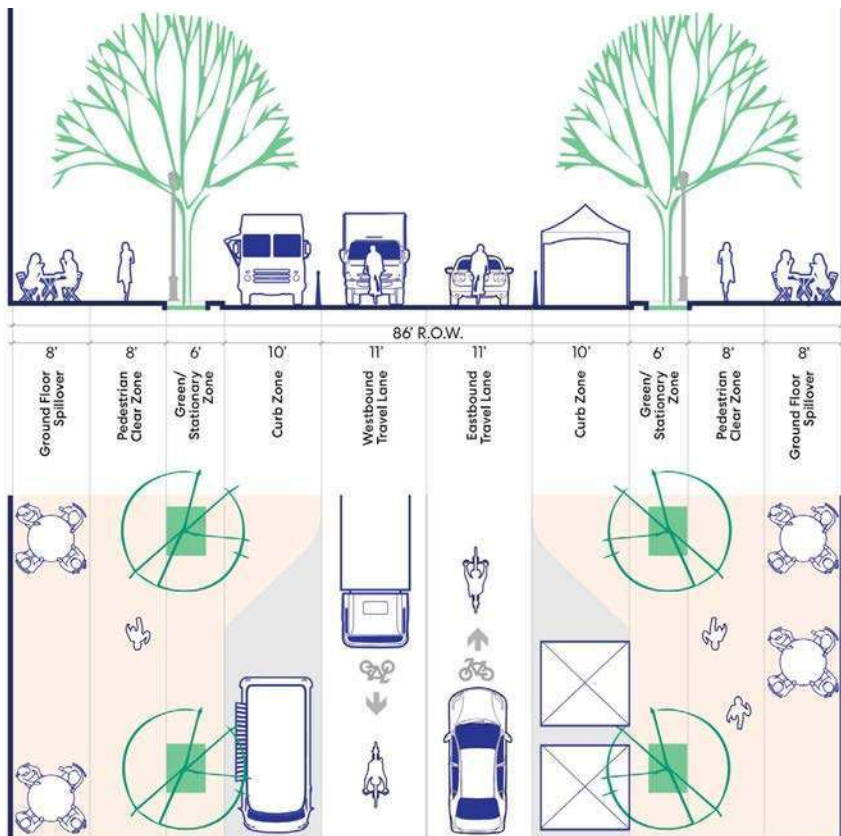 86' R.O.W.
8'
8'
6'
10'
11'
11'
10'
6'
8'
8'
Ground Floor
Spillover
Pedestrian
Clear Zone
Green/
Stationary
Zone
Curb Zone
Westbound
Travel Lane
Eastbound
Travel Lane
Curb Zone
Green/
Stationary
Zone
Pedestrian
Clear Zone
Ground Floor
Spillover